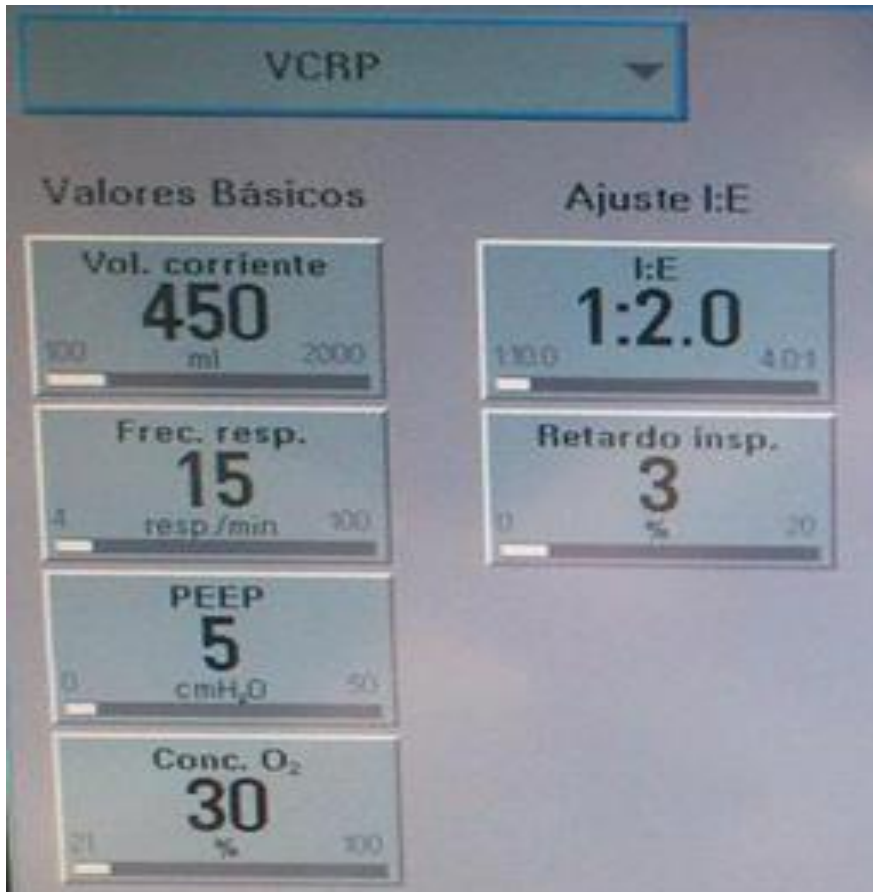 VCRP
Valores Básicos
Vol. corriente
450
100 ml 2000
Frec. resp.
15
4 resp./min 100
PEEP
5
0 cmH₂O 50
Conc. O₂
30
21 % 100
Ajuste I:E
I:E
1:2.0
1:10.0 4.0:1
Retardo insp.
3
0 % 20